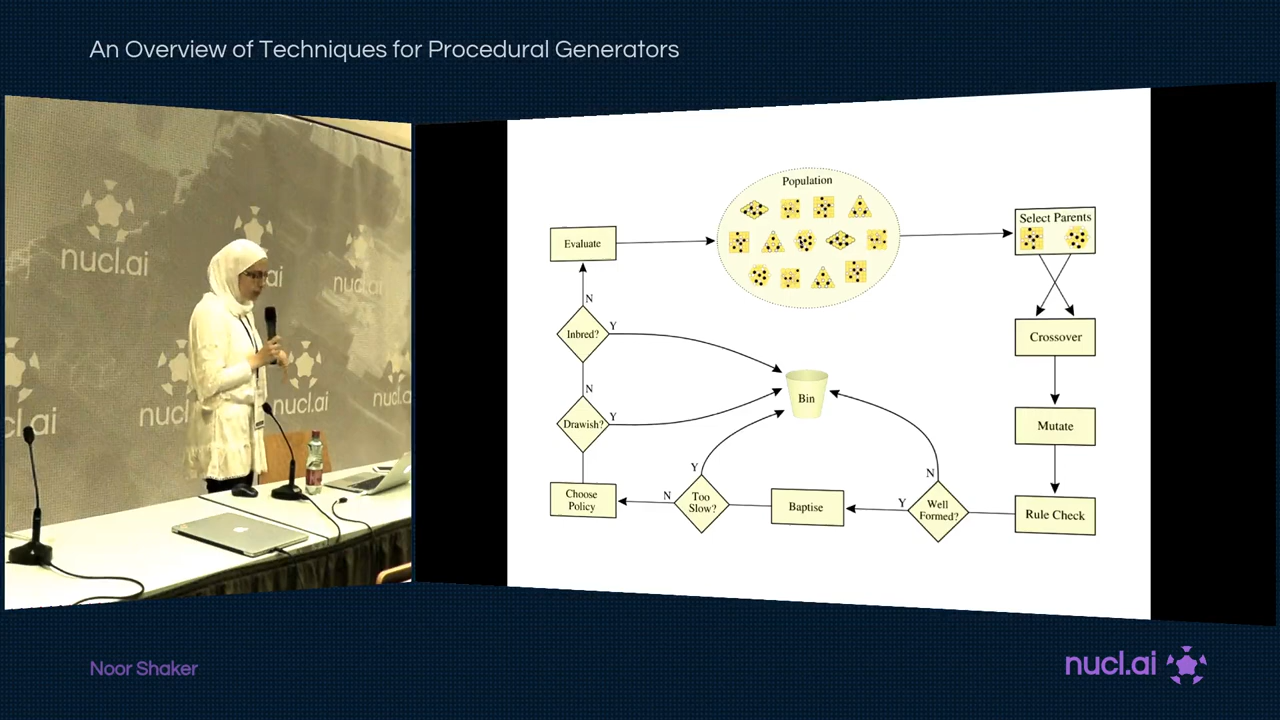 An Overview of Techniques for Procedural Generators
nucl.ai
nucl.ai
nucl.ai
nucl.ai
nucl.ai
nucl.ai
Population
Select Parents
Evaluate
N
Inbred?
Y
Crossover
Bin
N
Drawish?
Y
Mutate
Choose
Policy
N
Y
Too
Slow?
Baptise
Y
N
Well
Formed?
Rule Check
Noor Shaker
nucl.ai